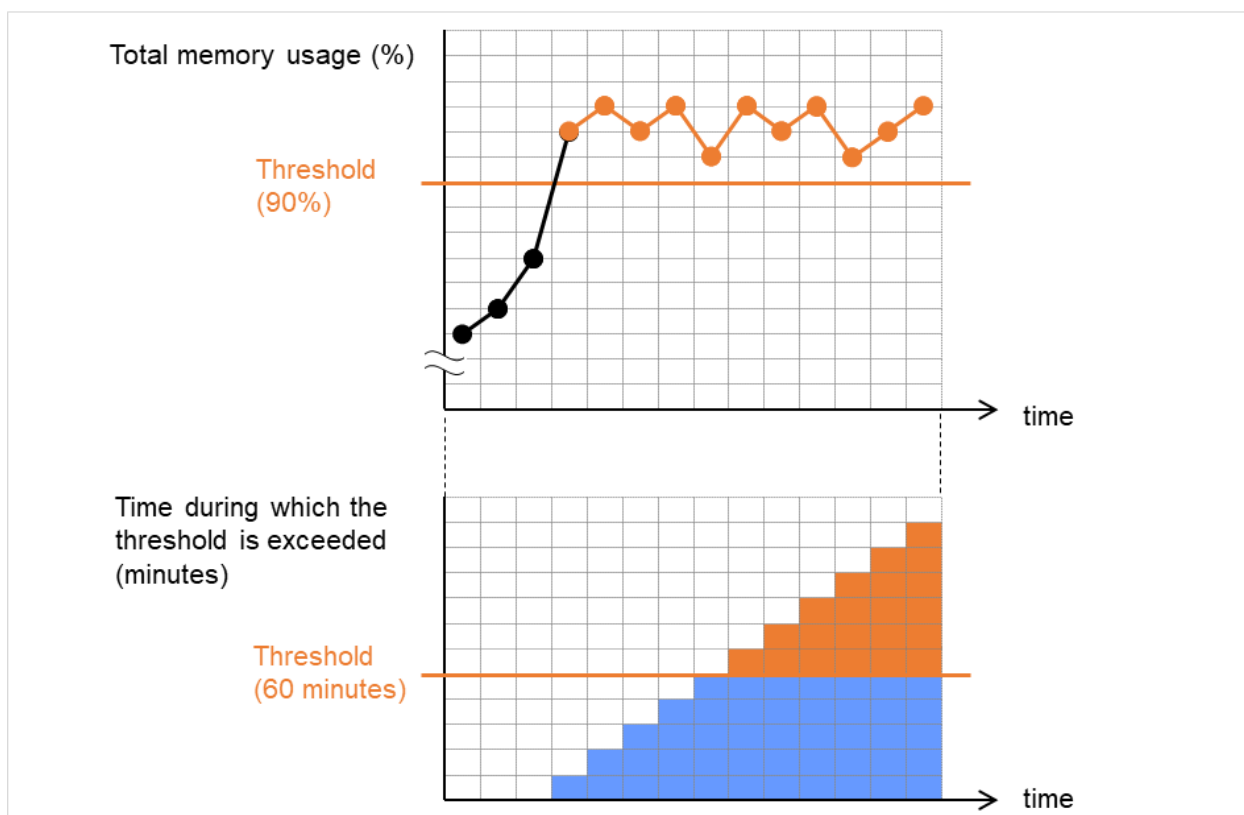 Total memory usage (%)
Threshold
(90%)
time
Time during which the
threshold is exceeded
(minutes)
Threshold
(60 minutes)
time